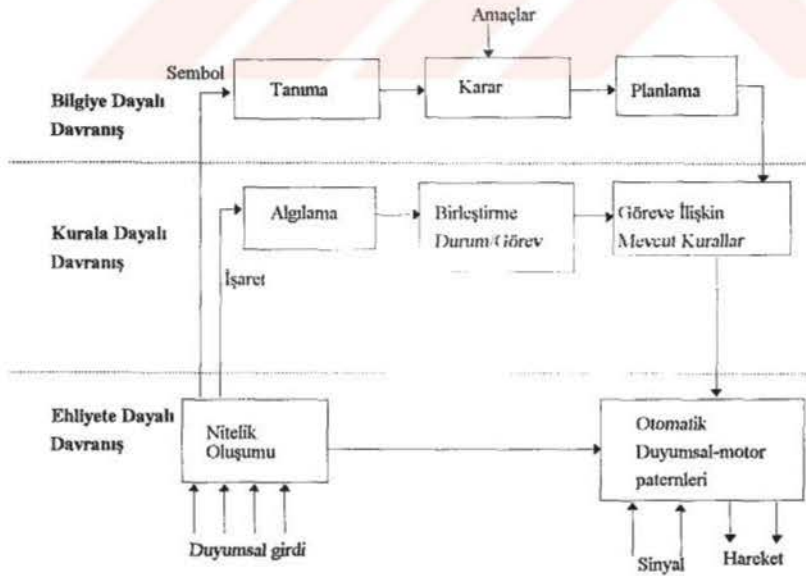 Amaçlar
Sembol
Bilgiye Dayalı
Davranış
Tanıma
Karar
Planlama
Kurala Dayalı
Davranış
Algılama
Birleştirme
Durum/Görev
Göreve İlişkin
Mevcut Kurallar
İşaret
Ehliyete Dayalı
Davranış
Nitelik
Oluşumu
Otomatik
Duyumsal-motor
paternleri
Duyumsal girdi
Sinyal
Hareket